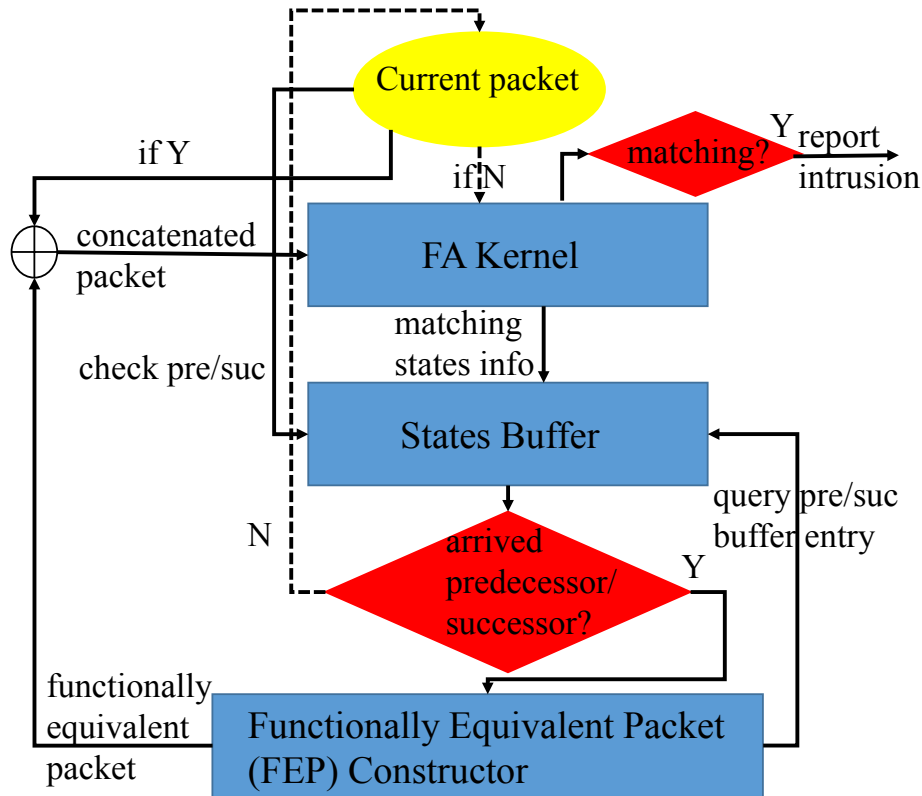 Current packet
if Y
if N
matching?
Y
report
intrusion
concatenated
packet
FA Kernel
matching
states info
check pre/suc
States Buffer
query pre/suc
buffer entry
N
arrived
predecessor/
successor?
Y
functionally
equivalent
packet
Functionally Equivalent Packet
(FEP) Constructor